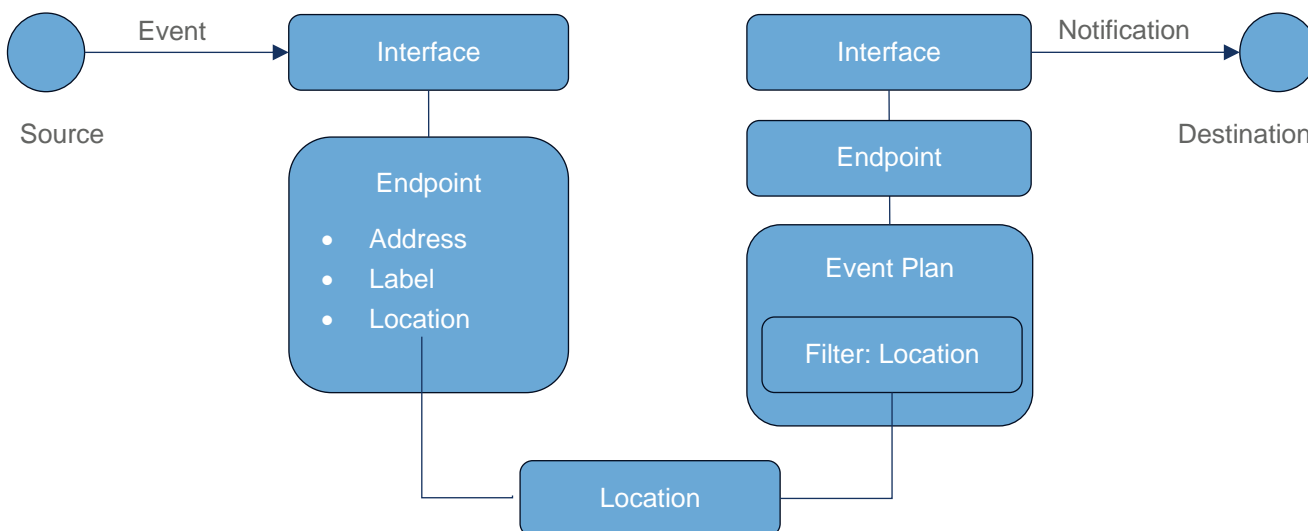 Event
Interface
Source
Endpoint
• Address
• Label
• Location
Interface
Notification
Destination
Endpoint
Event Plan
Filter: Location
Location